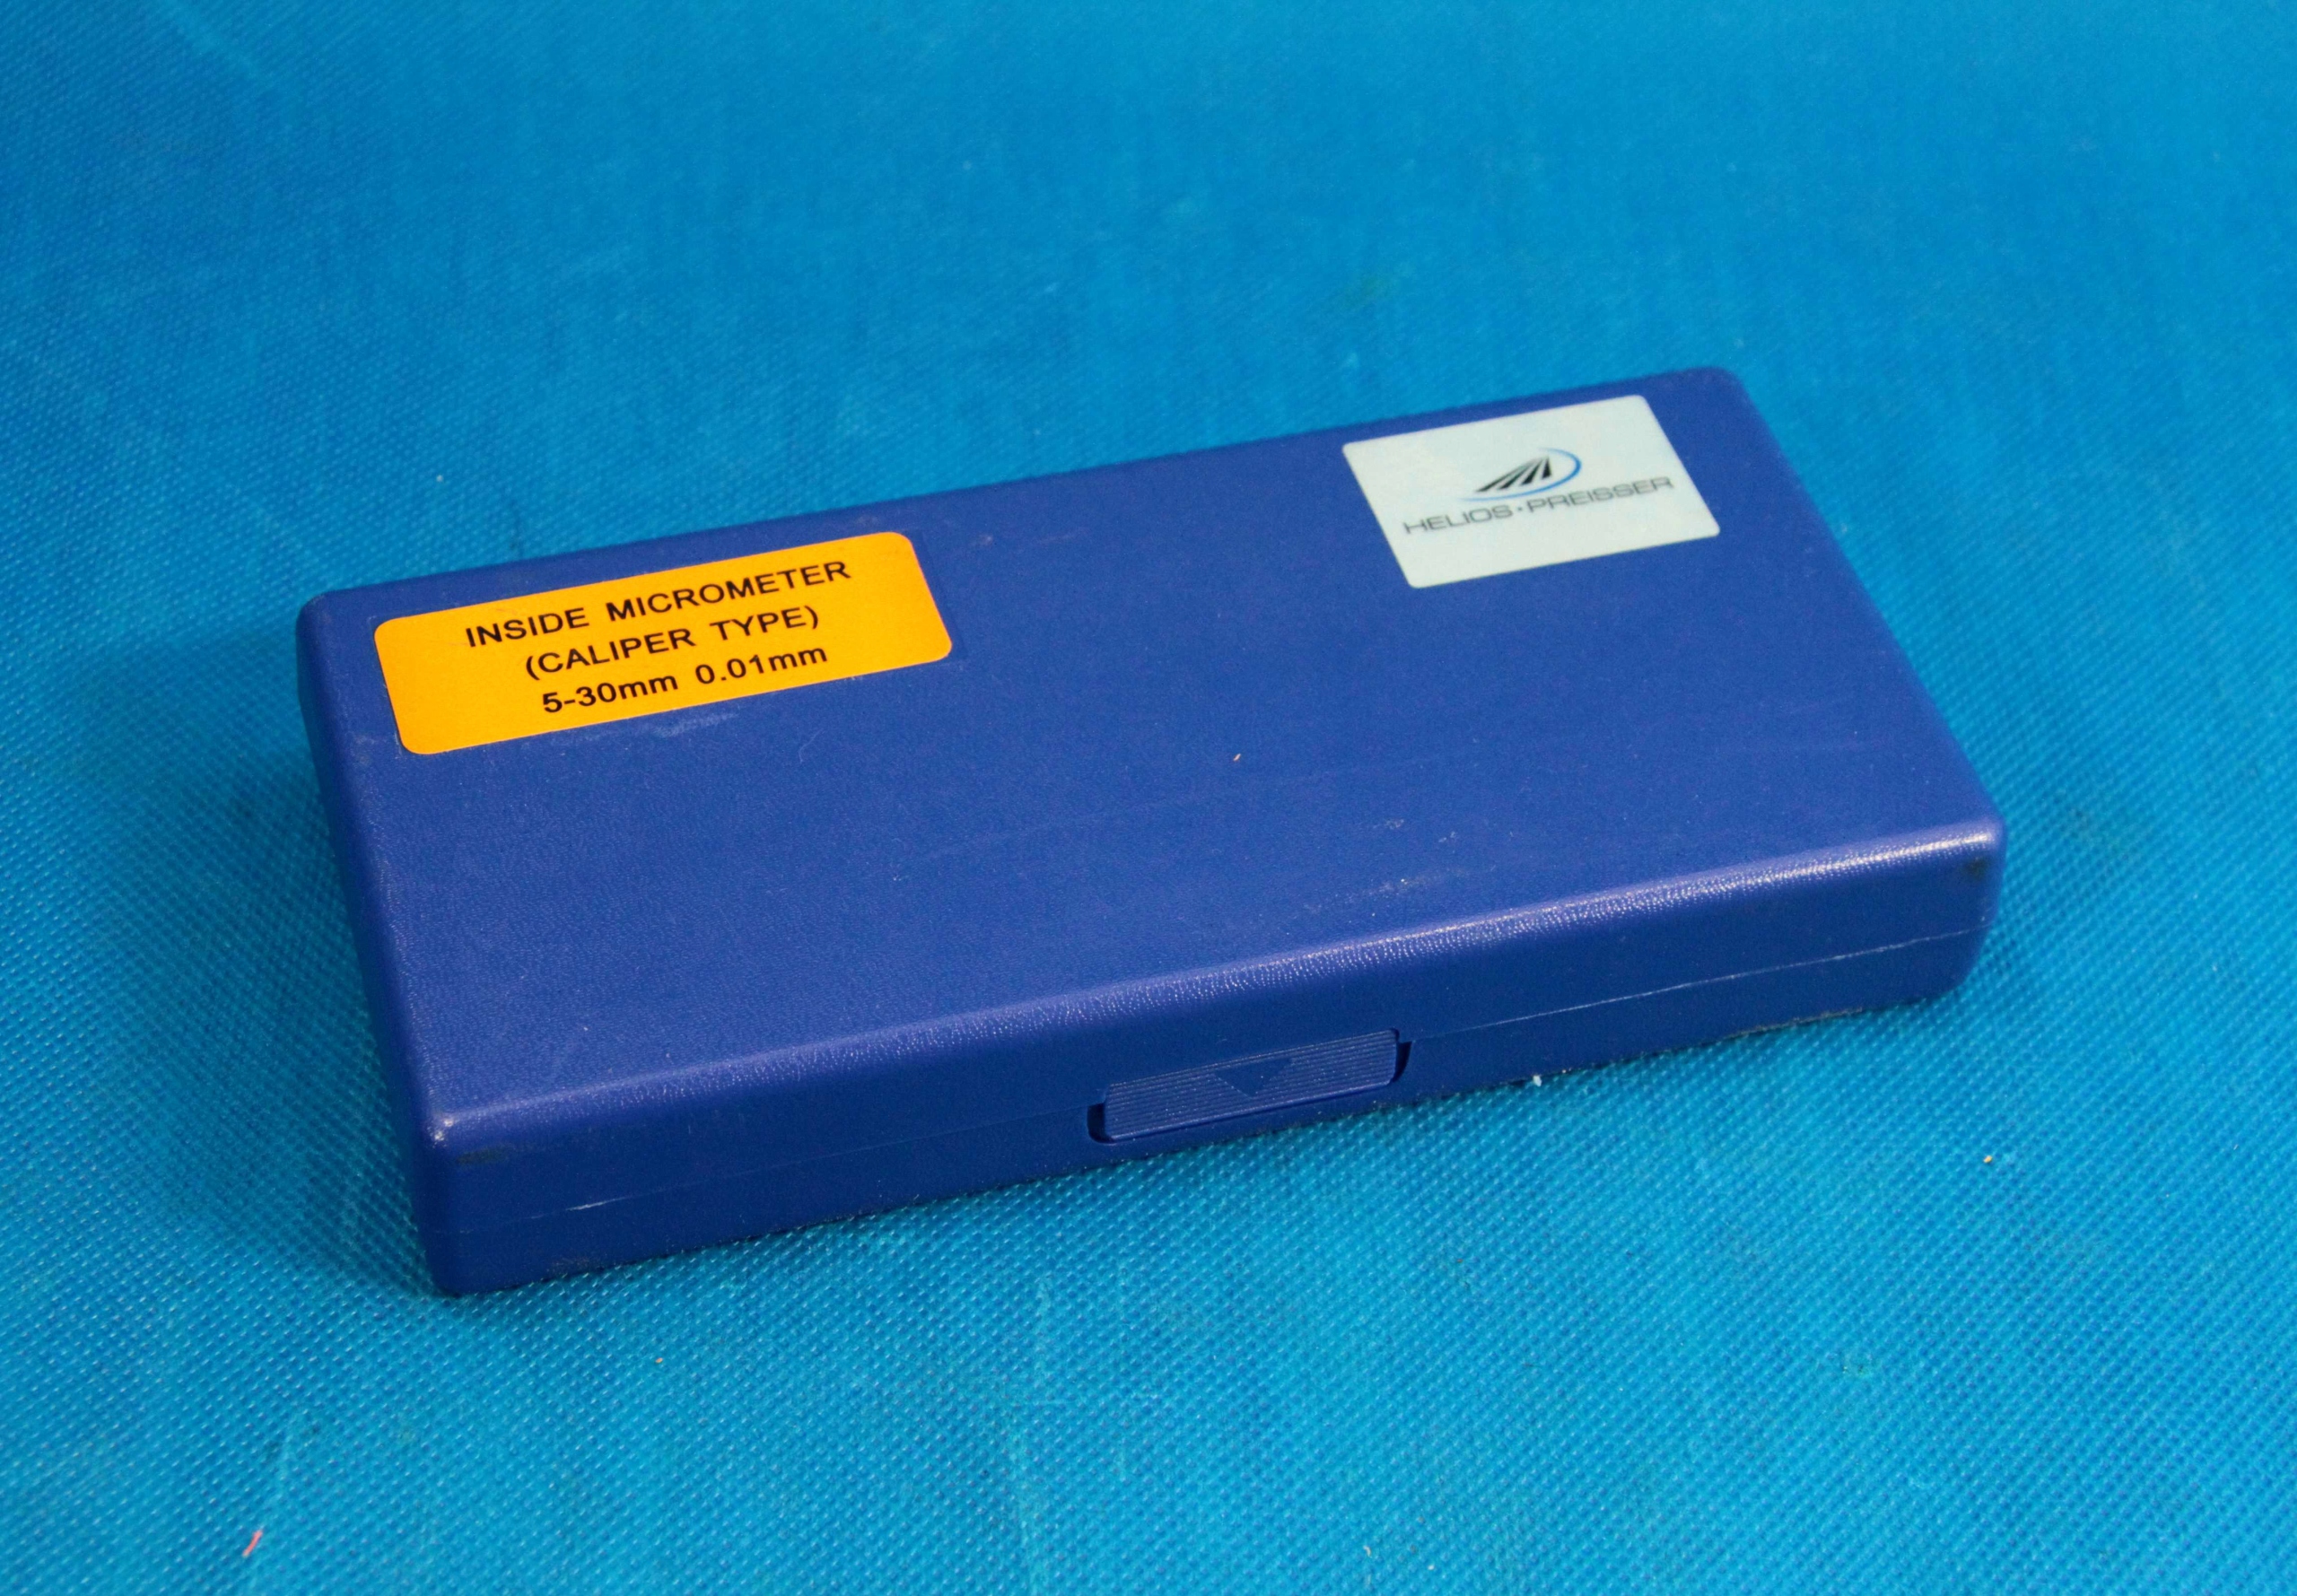 INSIDE MICROMETER
(CALIPER TYPE)
5-30mm 0.01mm
HELIOS·PREISSER